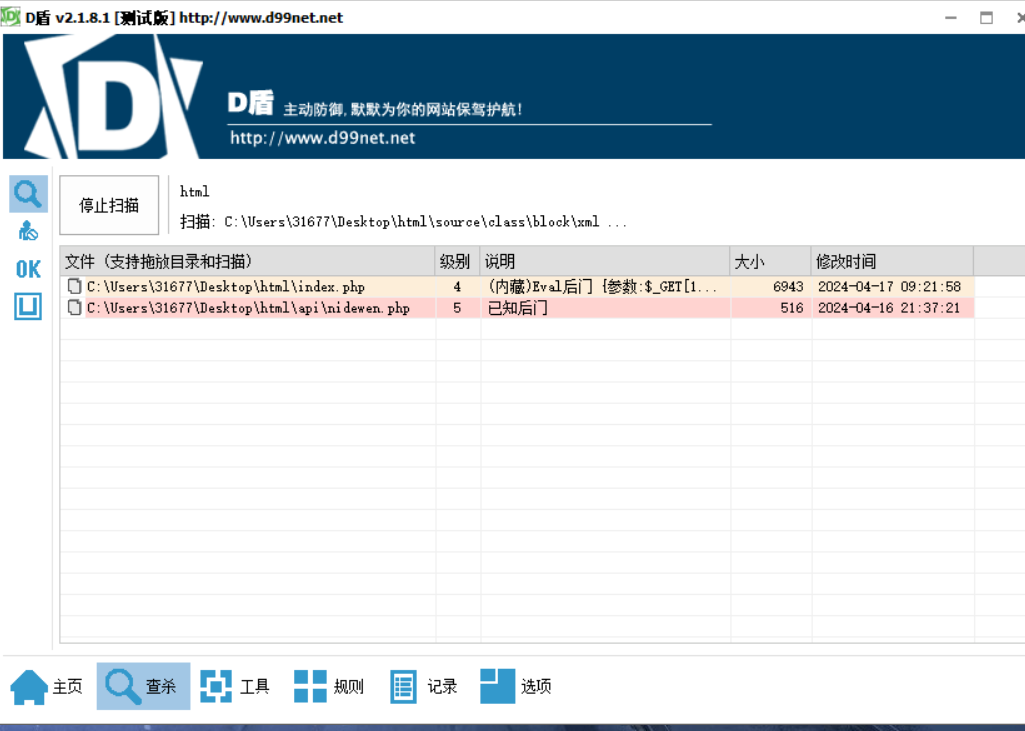 D盾 v2.1.8.1 [测试版] http://www.d99net.net
D盾 主动防御,默默为你的网站保驾护航!
http://www.d99net.net
停止扫描
html
扫描: C:\Users\31677\Desktop\html\source\class\block\xml ...
OK
文件（支持拖放目录和扫描） 级别 说明 大小 修改时间
C:\Users\31677\Desktop\html\index.php 4 (内藏)Eval后门 {参数:$_GET[1... 6943 2024-04-17 09:21:58
C:\Users\31677\Desktop\html\api\nidewen.php 5 已知后门 516 2024-04-16 21:37:21
主页 查杀 工具 规则 记录 选项